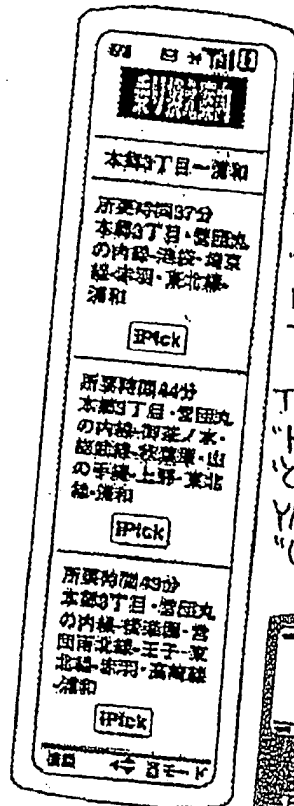 乗り換え案内
本郷3丁目ー浦和
所要時間37分
本郷3丁目・営団丸
の内線-池袋-埼京
線-赤羽・東北線-
浦和
iPick
所要時間44分
本郷3丁目・営団丸
の内線-御茶ノ水・
総武線-秋葉原・山
の手線-上野-東北
線-浦和
iPick
所要時間49分
本郷3丁目・営団丸
の内線-後楽園-営
団南北線-王子-東
北線-赤羽・高崎線
-浦和
iPick